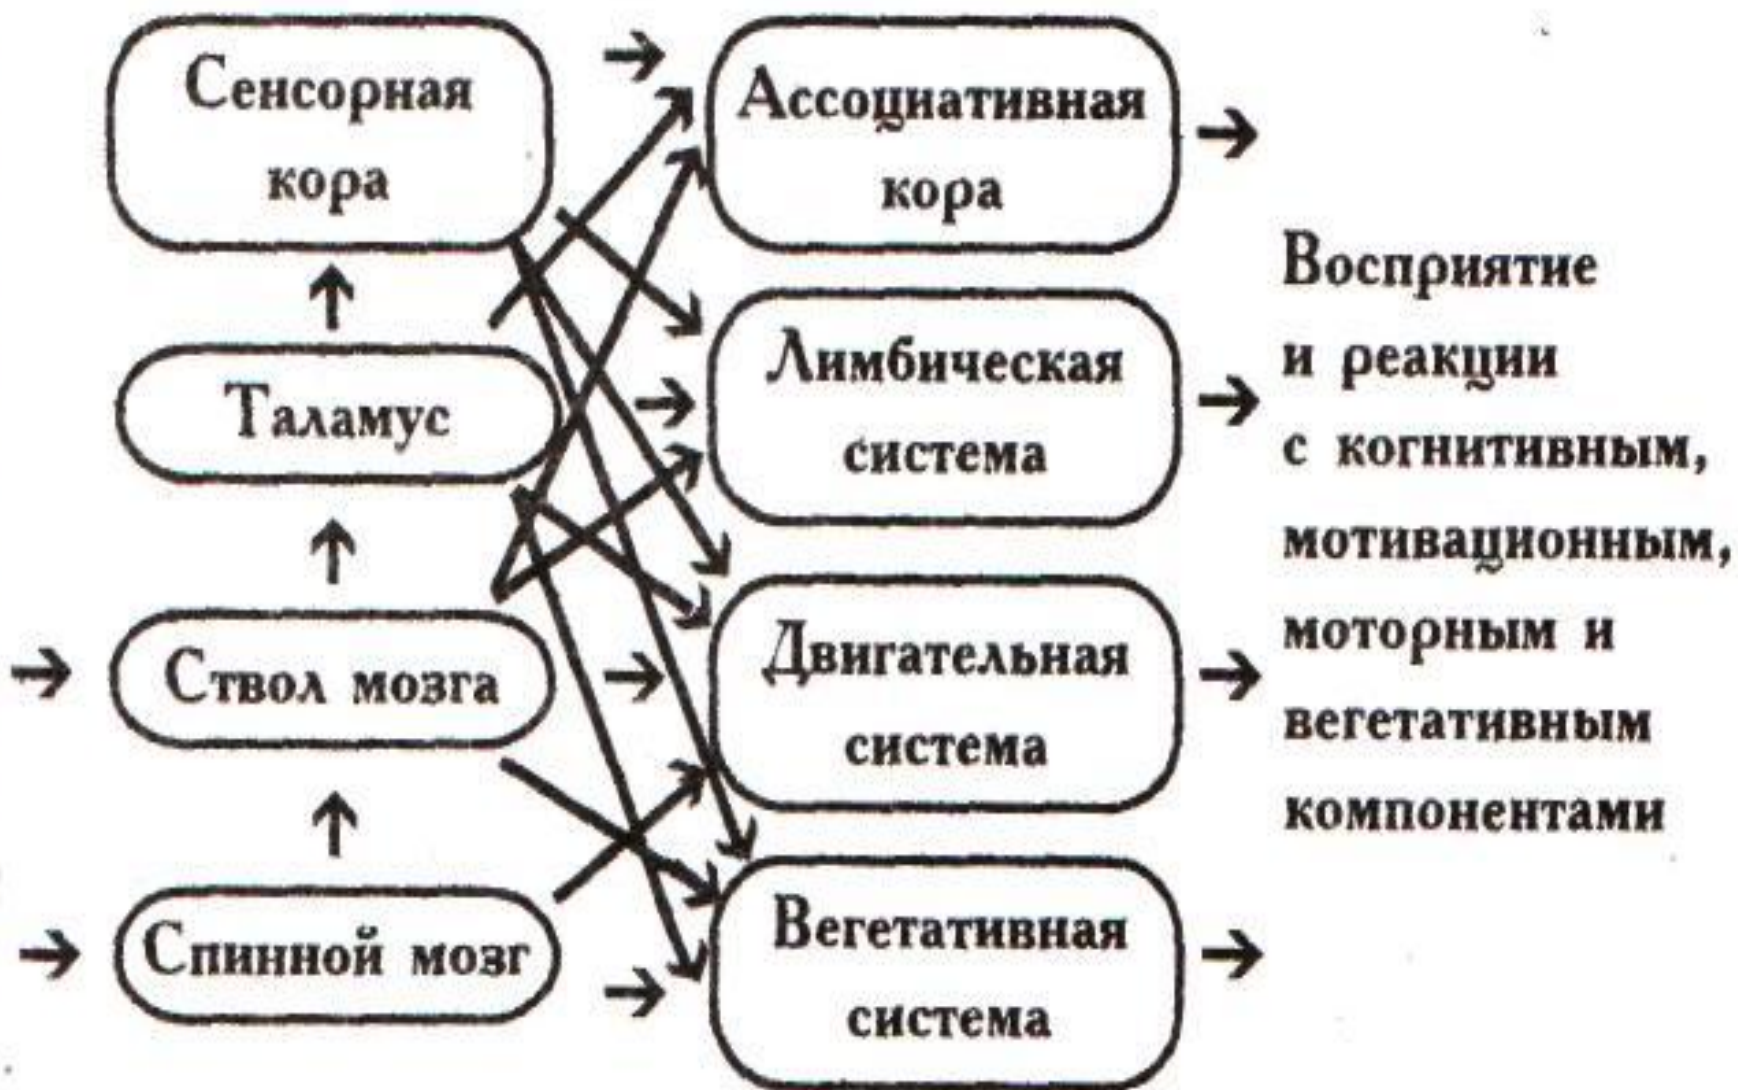 Сенсорная
кора
Таламус
Ствол мозга
Спинной мозг
Ассоциативная
кора
Лимбическая
система
Двигательная
система
Вегетативная
система
Восприятие
и реакции
с когнитивным,
мотивационным,
моторным и
вегетативным
компонентами